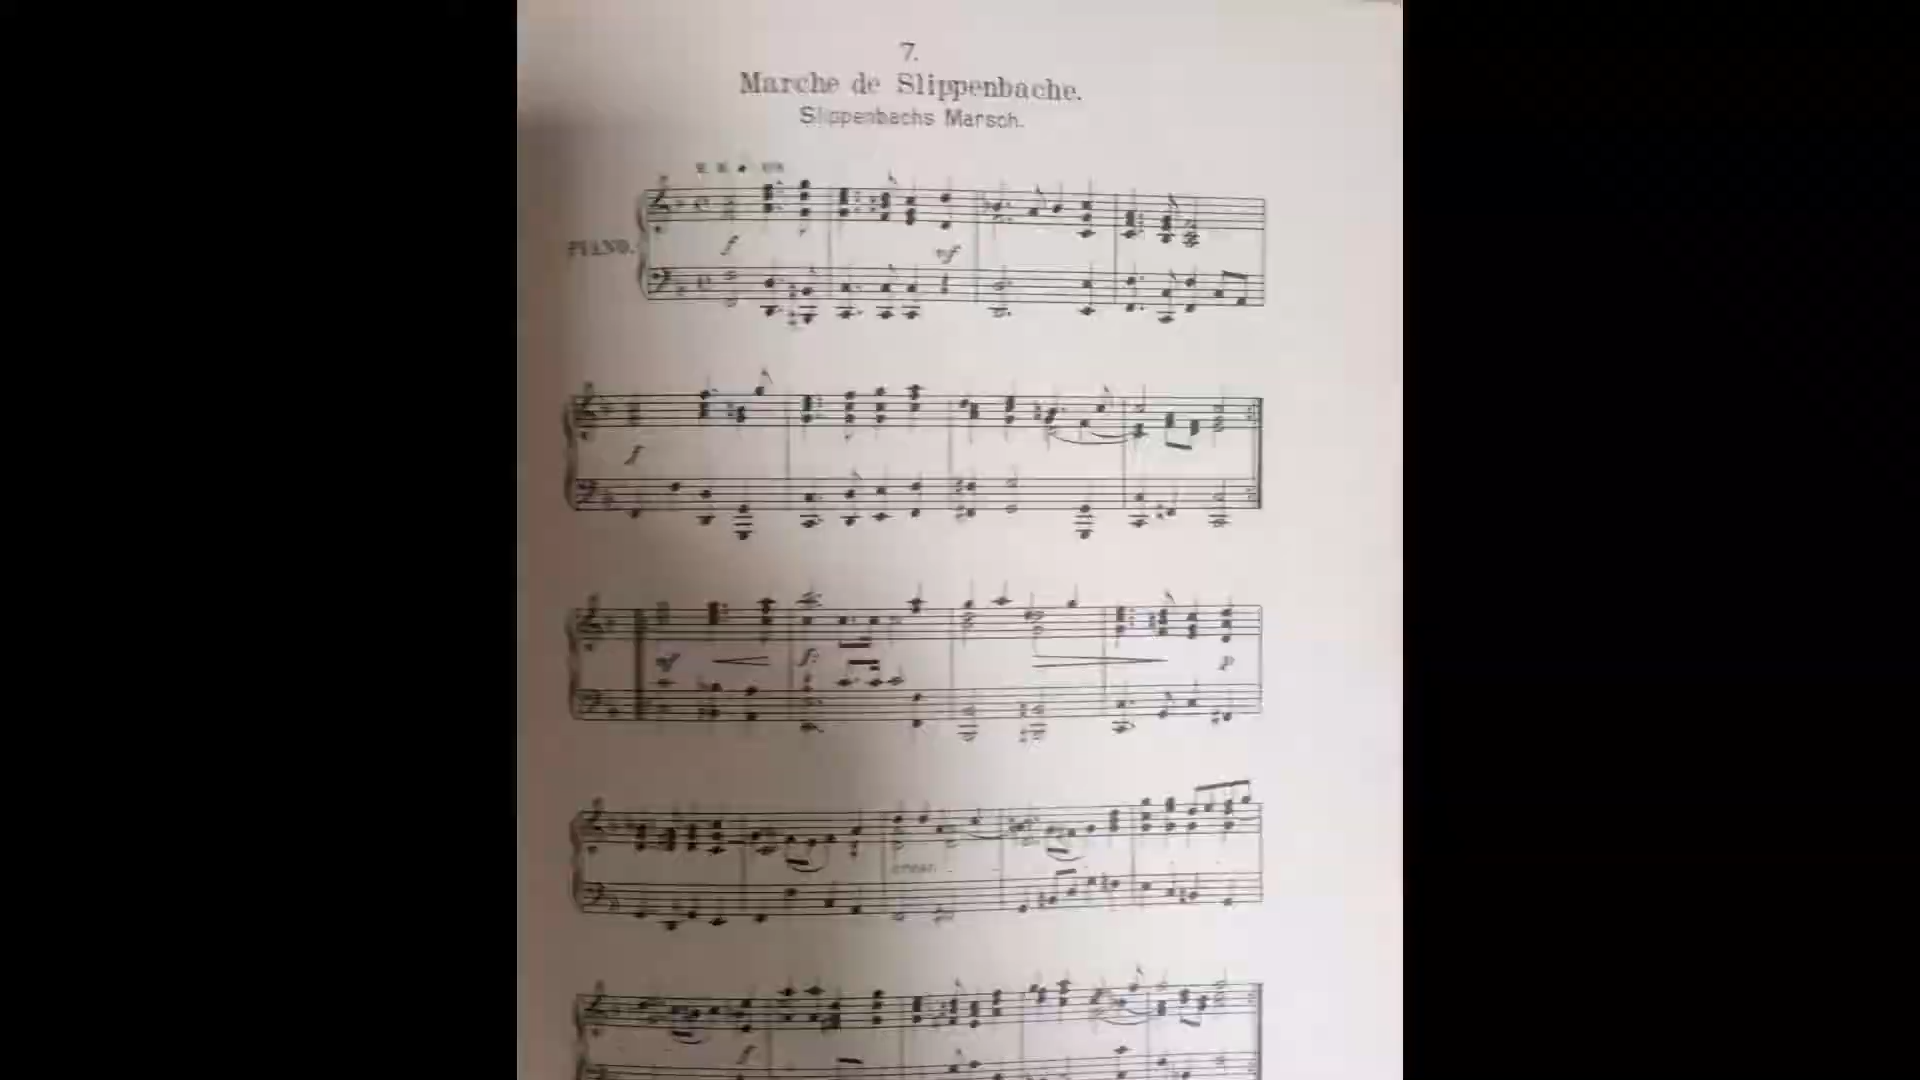 7.
Marche de Slippenbache.
Slippenbachs Marsch.
PIANO.
f
mf
f
mf
f
p
cresc.
f